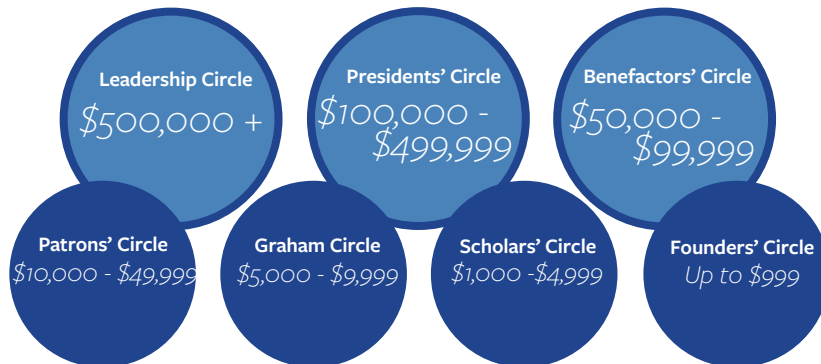 Leadership Circle
$500,000 +
Presidents’ Circle
$100,000 -
$499,999
Benefactors’ Circle
$50,000 -
$99,999
Patrons’ Circle
$10,000 - $49,999
Graham Circle
$5,000 - $9,999
Scholars’ Circle
$1,000 -$4,999
Founders’ Circle
Up to $999